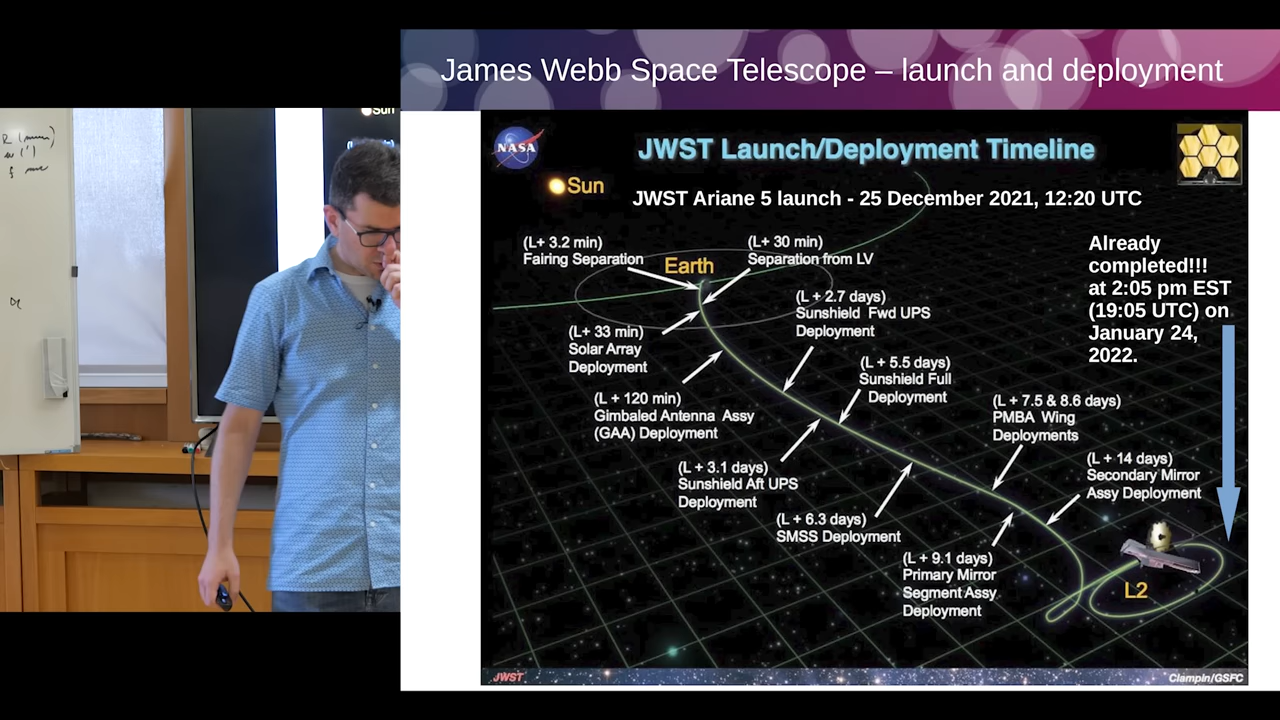 James Webb Space Telescope – launch and deployment
NASA
JWST Launch/Deployment Timeline
Sun
JWST Ariane 5 launch - 25 December 2021, 12:20 UTC
(L+ 3.2 min)
Fairing Separation
Earth
(L+ 30 min)
Separation from LV
Already
completed!!!
at 2:05 pm EST
(19:05 UTC) on
January 24,
2022.
(L + 2.7 days)
Sunshield Fwd UPS
Deployment
(L+ 33 min)
Solar Array
Deployment
(L + 5.5 days)
Sunshield Full
Deployment
(L + 120 min)
Gimbaled Antenna Assy
(GAA) Deployment
(L + 7.5 & 8.6 days)
PMBA Wing
Deployments
(L + 3.1 days)
Sunshield Aft UPS
Deployment
(L + 14 days)
Secondary Mirror
Assy Deployment
(L + 6.3 days)
SMSS Deployment
(L + 9.1 days)
Primary Mirror
Segment Assy
Deployment
L2
JWST
Clampin/GSFC
Sun